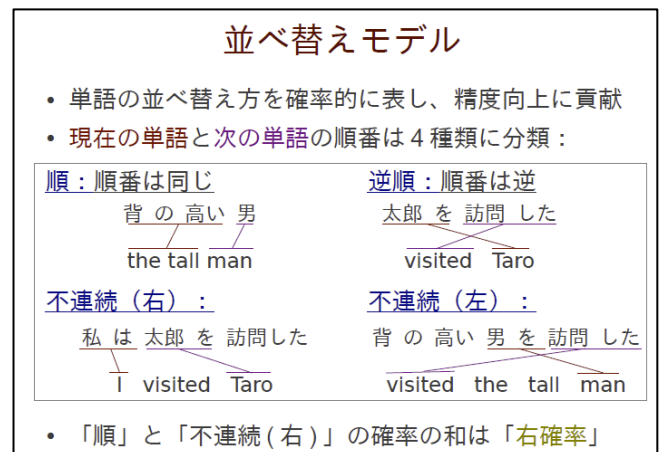 並べ替えモデル
• 単語の並べ替え方を確率的に表し、精度向上に貢献
• 現在の単語と次の単語の順番は 4 種類に分類：
順：順番は同じ
背 の 高い 男
the tall man
逆順：順番は逆
太郎 を 訪問 した
visited Taro
不連続（右）：
私 は 太郎 を 訪問した
I visited Taro
不連続（左）：
背 の 高い 男 を 訪問 した
visited the tall man
• 「順」と「不連続 ( 右 ) 」の確率の和は「右確率」